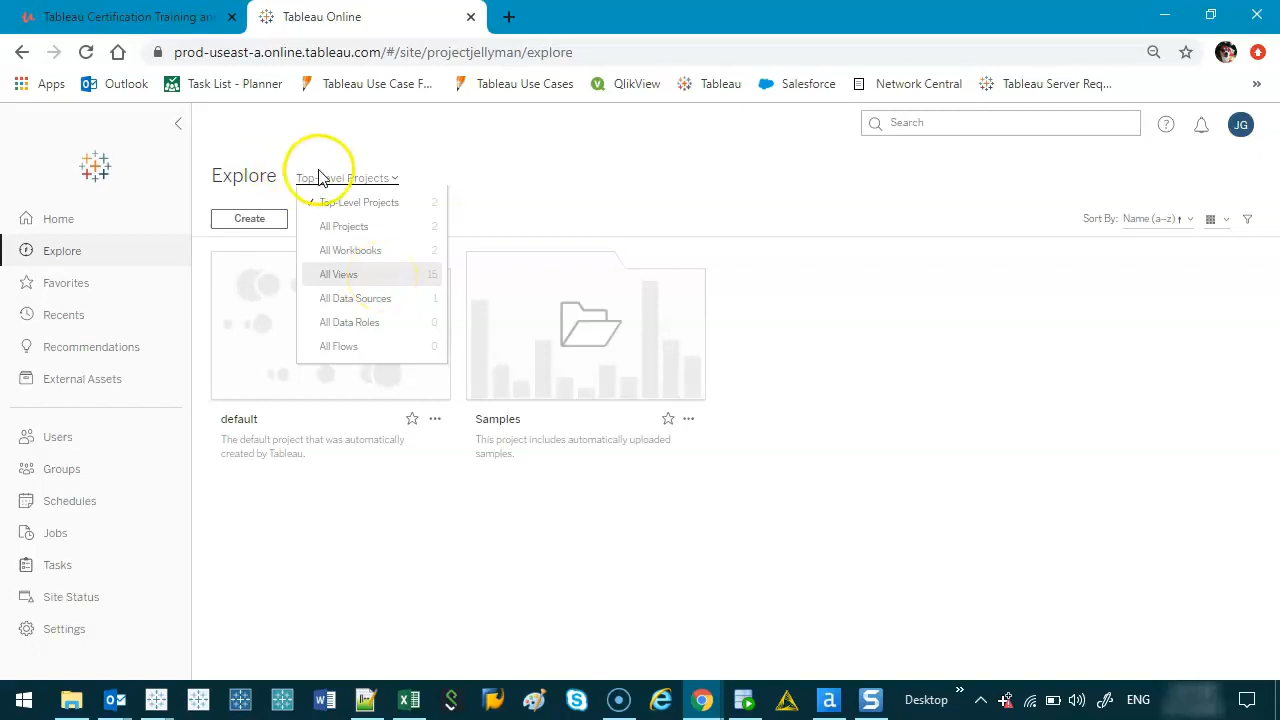 Tableau Certification Training an
Tableau Online
prod-useast-a.online.tableau.com/#/site/projectjellyman/explore
Apps
Outlook
Task List - Planner
Tableau Use Case F...
Tableau Use Cases
QlikView
Tableau
Salesforce
Network Central
Tableau Server Req...
»
Search
JG
Explore
Top-Level Projects
Create
Sort By: Name (a–z)
Top-Level Projects 2
All Projects 2
All Workbooks 2
All Views 15
All Data Sources 1
All Data Roles 0
All Flows 0
Home
Explore
Favorites
Recents
Recommendations
External Assets
Users
Groups
Schedules
Jobs
Tasks
Site Status
Settings
default
The default project that was automatically
created by Tableau.
Samples
This project includes automatically uploaded
samples.
Desktop
»
ENG